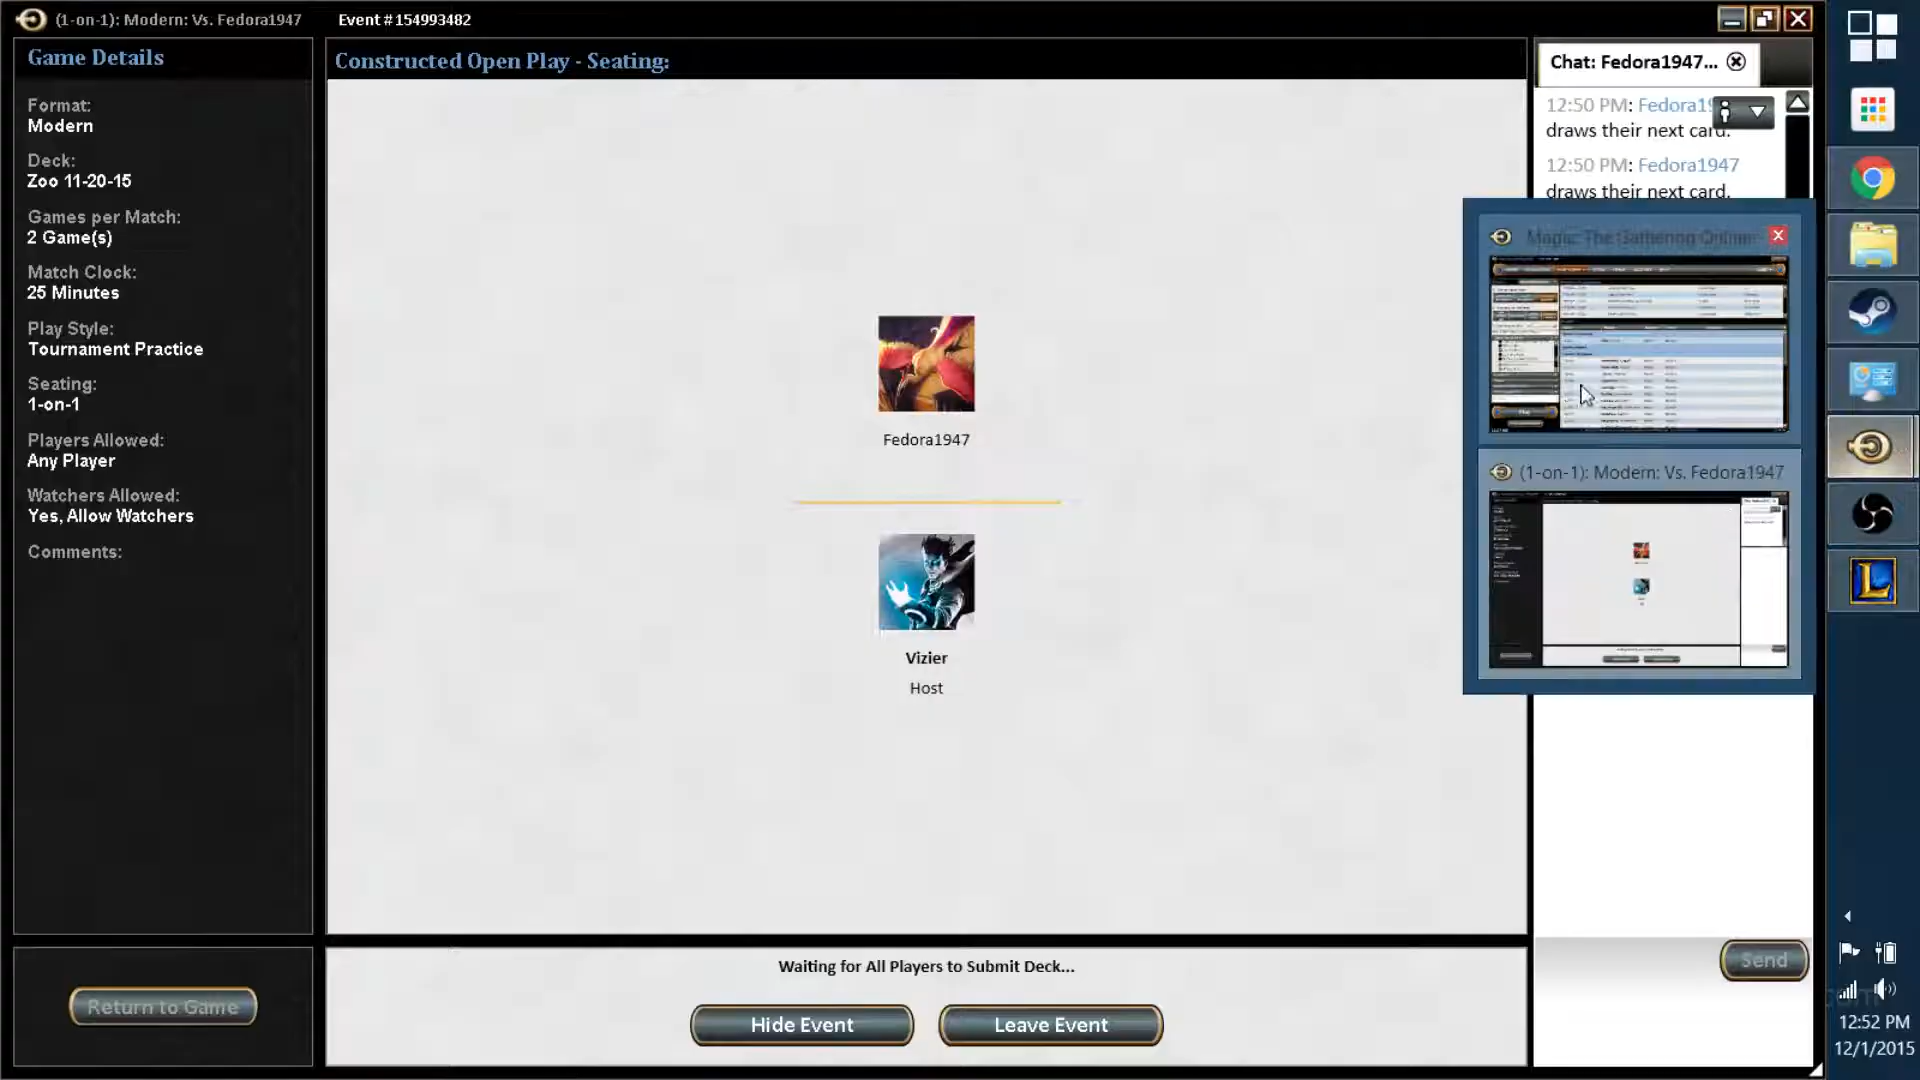 (1-on-1): Modern: Vs. Fedora1947
Event # 154993482
Game Details
Constructed Open Play - Seating:
Chat: Fedora1947...
Format:
Modern
Deck:
Zoo 11-20-15
Games per Match:
2 Game(s)
Match Clock:
25 Minutes
Play Style:
Tournament Practice
Seating:
1-on-1
Players Allowed:
Any Player
Watchers Allowed:
Yes, Allow Watchers
Comments:
Fedora1947
Vizier
Host
12:50 PM: Fedora19
draws their next card.
12:50 PM: Fedora1947
draws their next card.
Magic: The Gathering Online
(1-on-1): Modern: Vs. Fedora1947
Return to Game
Waiting for All Players to Submit Deck...
Hide Event
Leave Event
Send
12:52 PM
12/1/2015